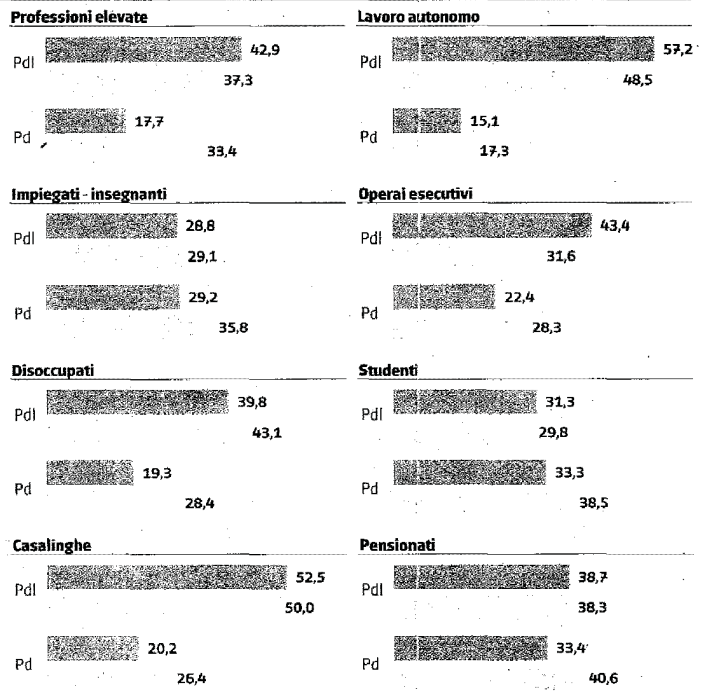 Professioni elevate
Pdl 42,9
37,3
Pd 17,7
33,4
Lavoro autonomo
Pdl 57,2
48,5
Pd 15,1
17,3
Impiegati - insegnanti
Pdl 28,8
29,1
Pd 29,2
35,8
Operai esecutivi
Pdl 43,4
31,6
Pd 22,4
28,3
Disoccupati
Pdl 39,8
43,1
Pd 19,3
28,4
Studenti
Pdl 31,3
29,8
Pd 33,3
38,5
Casalinghe
Pdl 52,5
50,0
Pd 20,2
26,4
Pensionati
Pdl 38,7
38,3
Pd 33,4
40,6